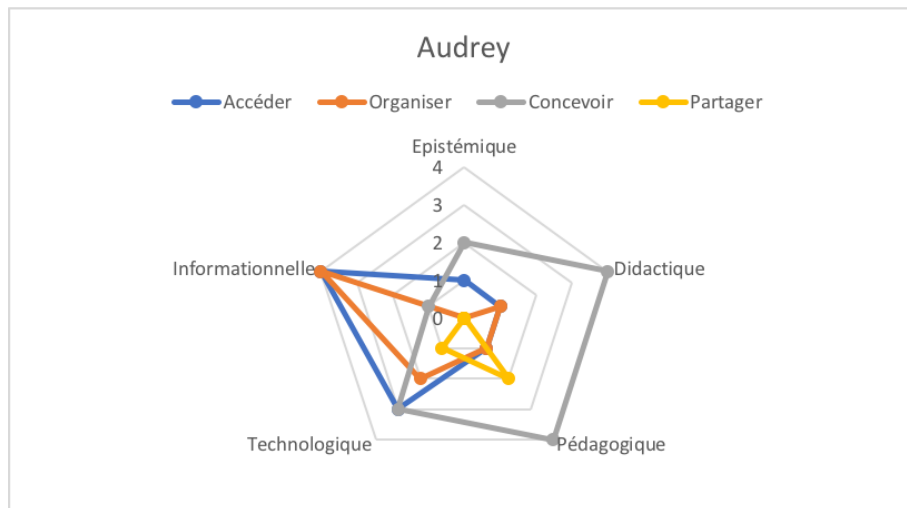 Audrey
Accéder Organiser Concevoir Partager
Epistémique
4
3
2
1
0
Informationnelle
Didactique
Technologique
Pédagogique